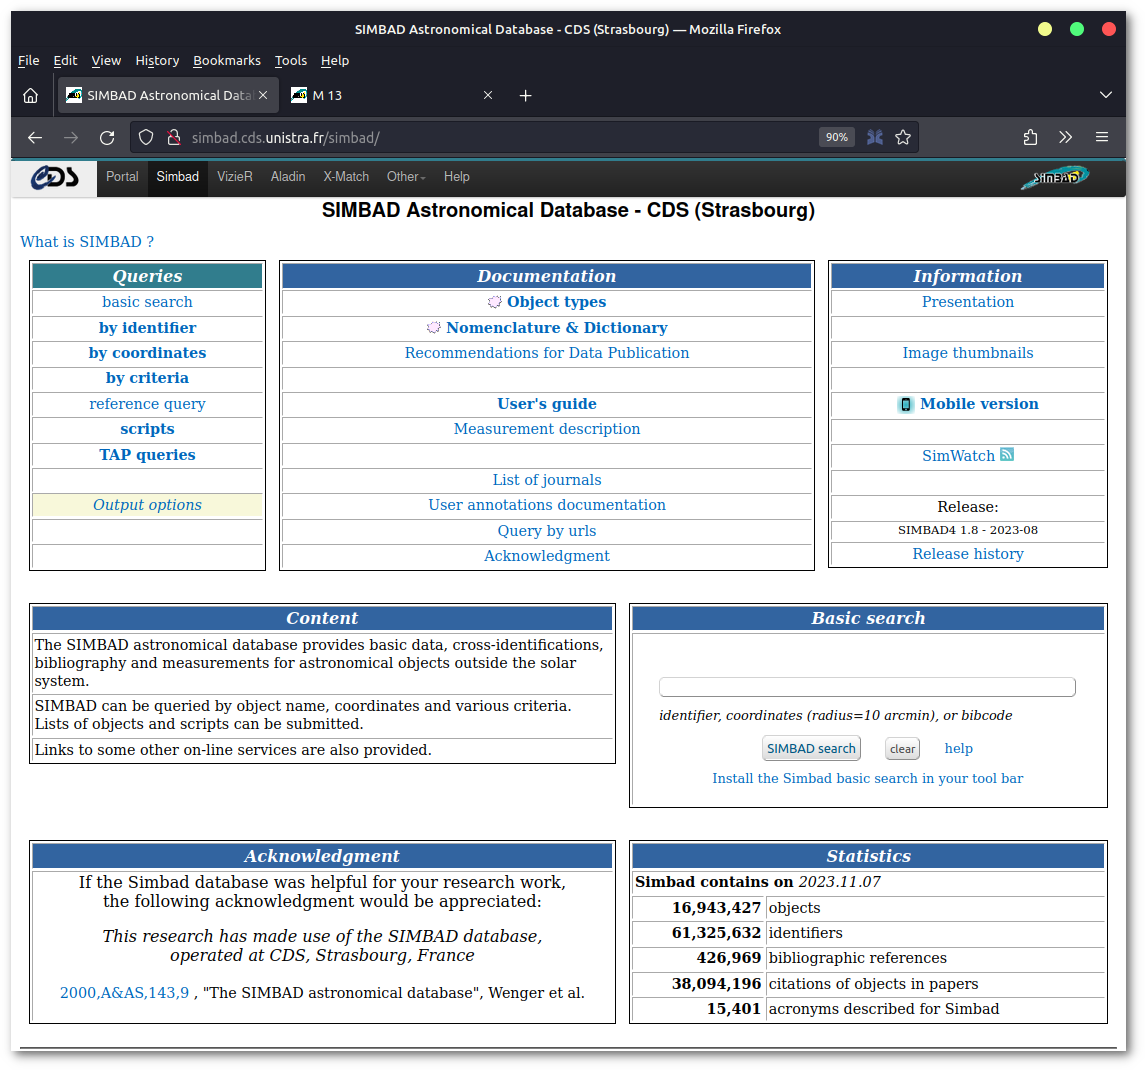 SIMBAD Astronomical Database - CDS (Strasbourg) — Mozilla Firefox
File Edit View History Bookmarks Tools Help
SIMBAD Astronomical Data
M 13
simbad.cds.unistra.fr/simbad/
90%
CDS
Portal Simbad VizieR Aladin X-Match Other Help
SIMBAD
SIMBAD Astronomical Database - CDS (Strasbourg)
What is SIMBAD ?
Queries
basic search
by identifier
by coordinates
by criteria
reference query
scripts
TAP queries
Output options
Documentation
Object types
Nomenclature & Dictionary
Recommendations for Data Publication
User's guide
Measurement description
List of journals
User annotations documentation
Query by urls
Acknowledgment
Information
Presentation
Image thumbnails
Mobile version
SimWatch
Release:
SIMBAD4 1.8 - 2023-08
Release history
Content
The SIMBAD astronomical database provides basic data, cross-identifications,
bibliography and measurements for astronomical objects outside the solar
system.
SIMBAD can be queried by object name, coordinates and various criteria.
Lists of objects and scripts can be submitted.
Links to some other on-line services are also provided.
Basic search
identifier, coordinates (radius=10 arcmin), or bibcode
SIMBAD search clear help
Install the Simbad basic search in your tool bar
Acknowledgment
If the Simbad database was helpful for your research work,
the following acknowledgment would be appreciated:
This research has made use of the SIMBAD database,
operated at CDS, Strasbourg, France
2000,A&AS,143,9 , "The SIMBAD astronomical database", Wenger et al.
Statistics
Simbad contains on 2023.11.07
16,943,427 objects
61,325,632 identifiers
426,969 bibliographic references
38,094,196 citations of objects in papers
15,401 acronyms described for Simbad